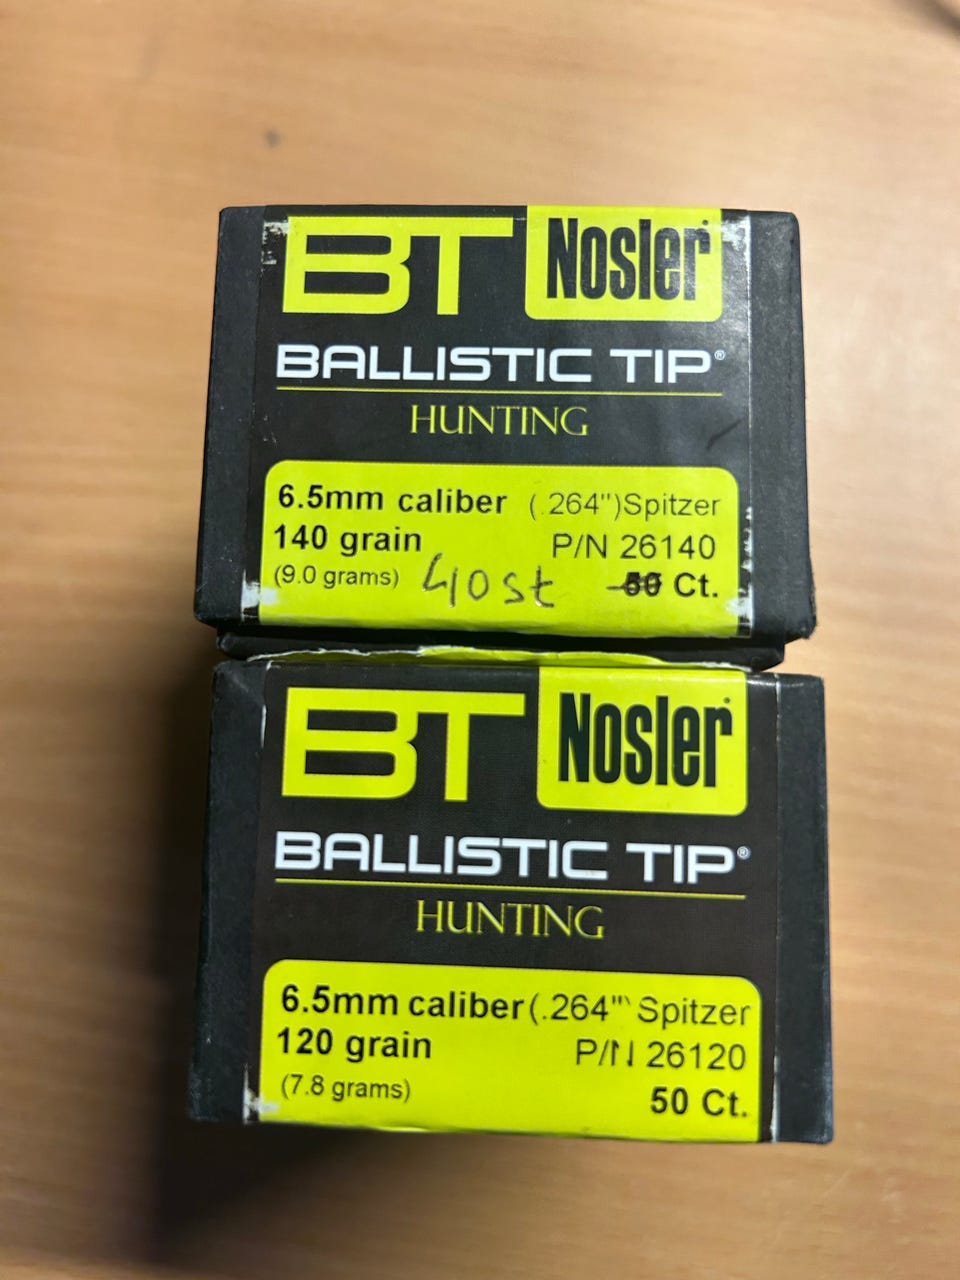 BT Nosler®
BALLISTIC TIP®
HUNTING
6.5mm caliber (.264")Spitzer
140 grain P/N 26140
(9.0 grams) 40st 50 Ct.
BT Nosler®
BALLISTIC TIP®
HUNTING
6.5mm caliber (.264" Spitzer
120 grain P/N 26120
(7.8 grams) 50 Ct.